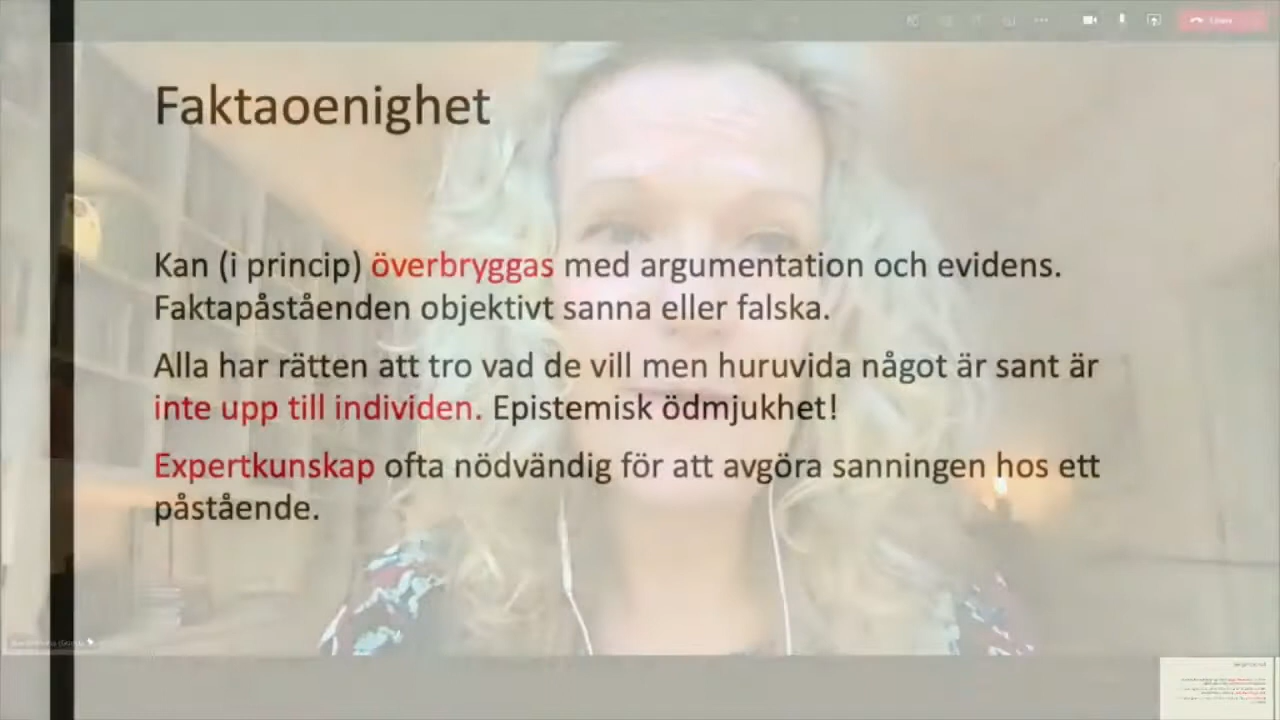 Faktaoenighet
Kan (i princip) överbryggas med argumentation och evidens.
Faktapåståenden objektivt sanna eller falska.
Alla har rätten att tro vad de vill men huruvida något är sant är
inte upp till individen. Epistemisk ödmjukhet!
Expertkunskap ofta nödvändig för att avgöra sanningen hos ett
påstående.